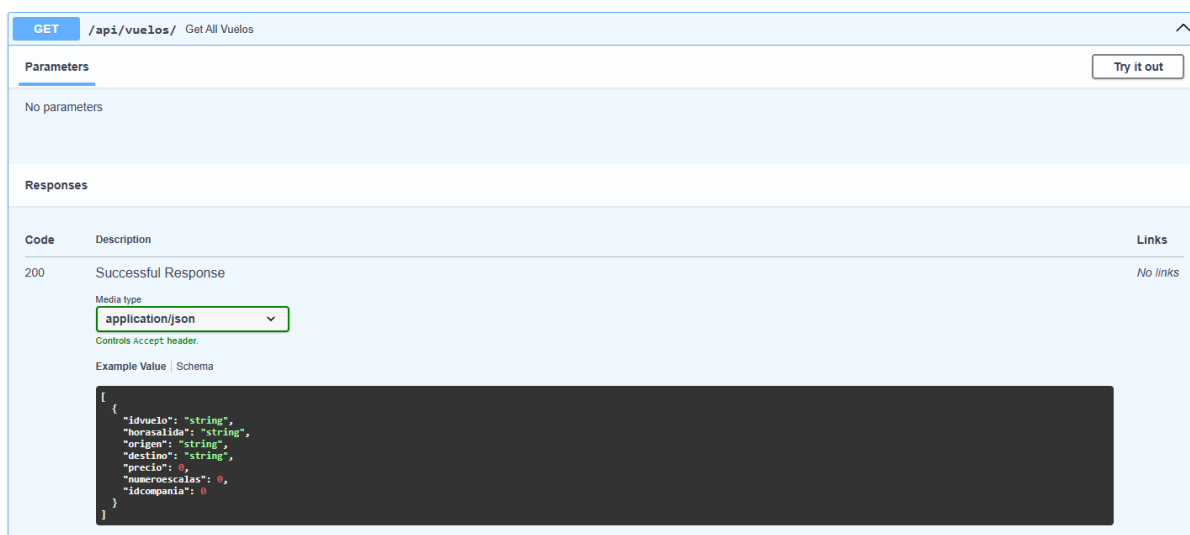 GET /api/vuelos/ Get All Vuelos
Parameters Try it out
No parameters
Responses
Code Description Links
200 Successful Response No links
Media type
application/json
Controls Accept header.
Example Value | Schema
[
  {
    "idvuelo": "string",
    "horasalida": "string",
    "origen": "string",
    "destino": "string",
    "precio": 0,
    "numeroescalas": 0,
    "idcompania": 0
  }
]